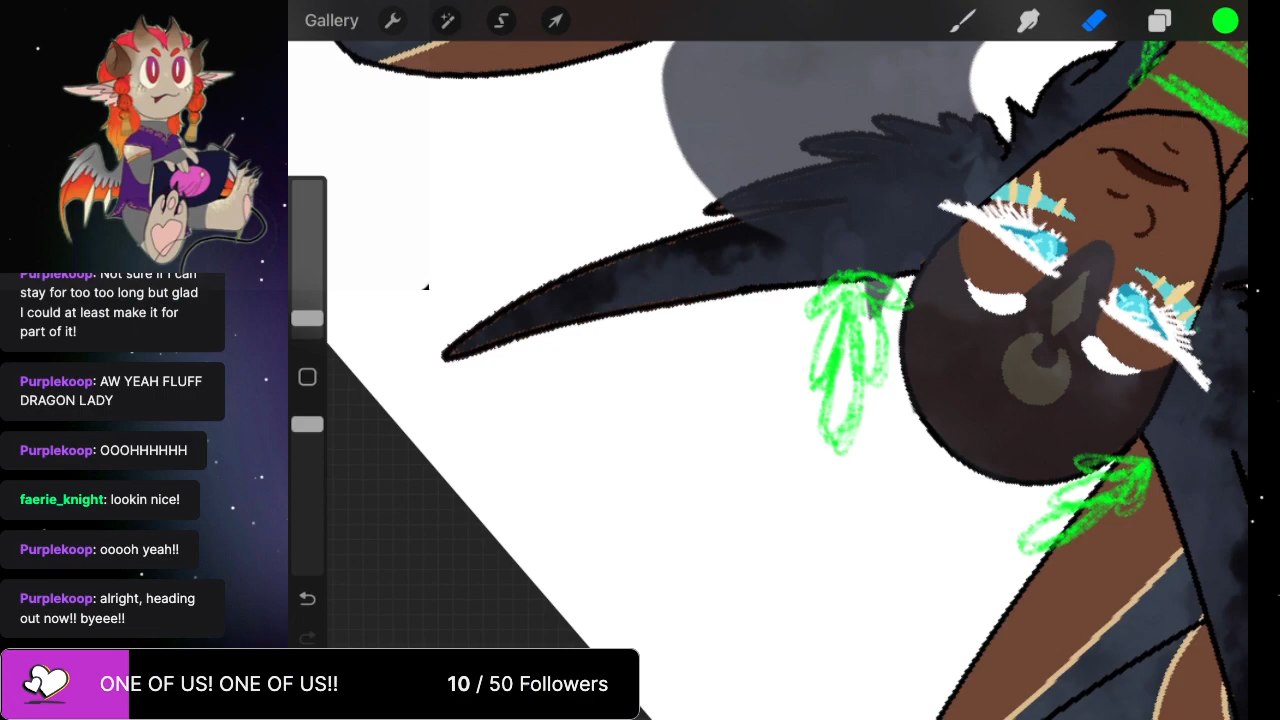 Gallery
Purplekoop: Not sure if I can
stay for too too long but glad
I could at least make it for
part of it!
Purplekoop: AW YEAH FLUFF
DRAGON LADY
Purplekoop: OOOHHHHHH
faerie_knight: lookin nice!
Purplekoop: ooooh yeah!!
Purplekoop: alright, heading
out now!! byeee!!
ONE OF US! ONE OF US!! 10 / 50 Followers